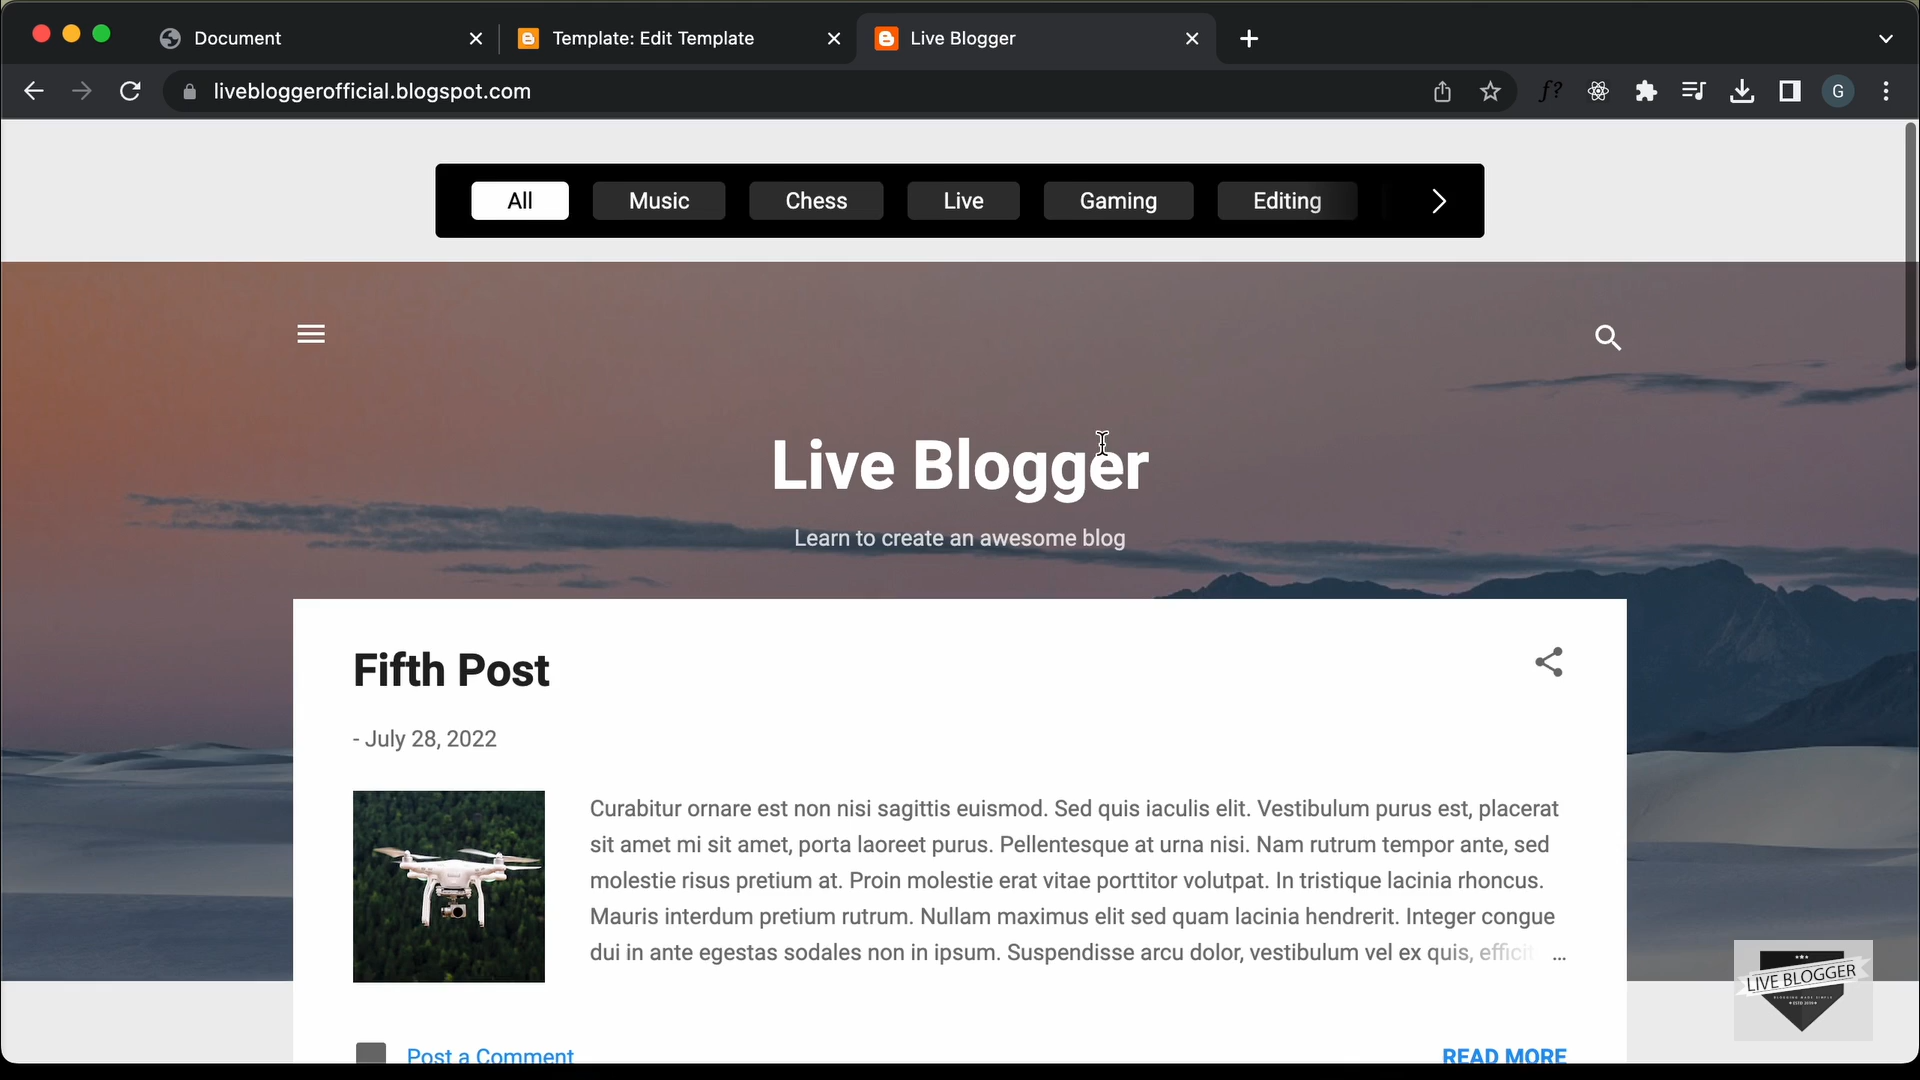 Document
Template: Edit Template
Live Blogger
livebloggerofficial.blogspot.com
f?
G
All Music Chess Live Gaming Editing
Live Blogger
Learn to create an awesome blog
Fifth Post
- July 28, 2022
Curabitur ornare est non nisi sagittis euismod. Sed quis iaculis elit. Vestibulum purus est, placerat
sit amet mi sit amet, porta laoreet purus. Pellentesque at urna nisi. Nam rutrum tempor ante, sed
molestie risus pretium at. Proin molestie erat vitae porttitor volutpat. In tristique lacinia rhoncus.
Mauris interdum pretium rutrum. Nullam maximus elit sed quam lacinia hendrerit. Integer congue
dui in ante egestas sodales non in ipsum. Suspendisse arcu dolor, vestibulum vel ex quis, efficit ...
Post a Comment
READ MORE
LIVE BLOGGER